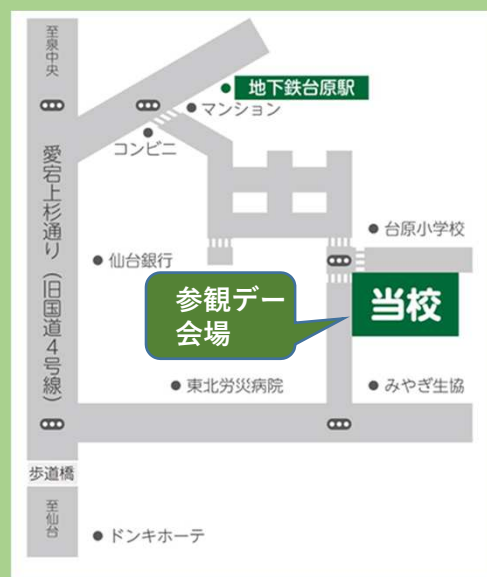 至泉中央
地下鉄台原駅
マンション
コンビニ
愛宕上杉通り(旧国道4号線)
台原小学校
仙台銀行
参観デー
会場
当校
東北労災病院
みやぎ生協
歩道橋
至仙台
ドンキホーテ